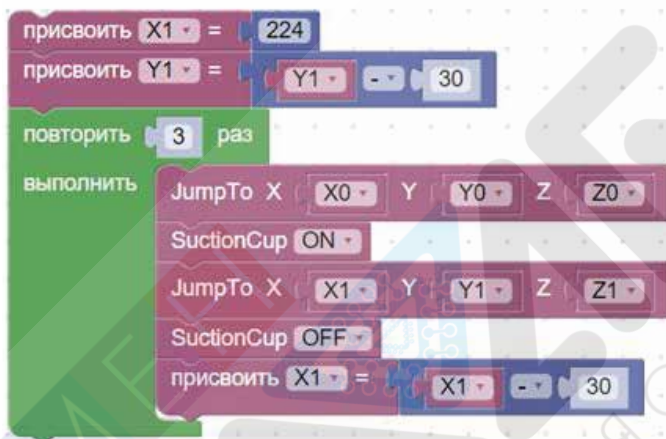 присвоить X1 = 224
присвоить Y1 = Y1 - 30
повторить 3 раз
выполнить
JumpTo X X0 Y Y0 Z Z0
SuctionCup ON
JumpTo X X1 Y Y1 Z Z1
SuctionCup OFF
присвоить X1 = X1 - 30